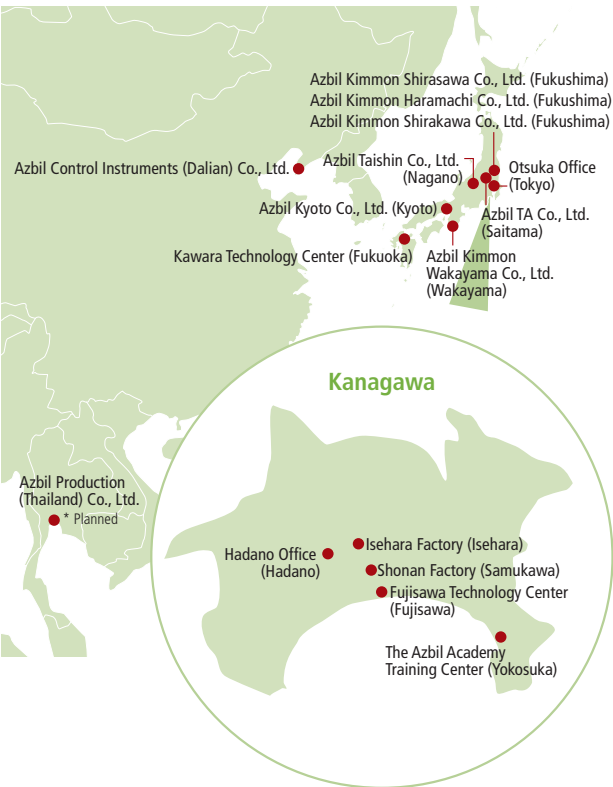 Azbil Kimmon Shirasawa Co., Ltd. (Fukushima)
Azbil Kimmon Haramachi Co., Ltd. (Fukushima)
Azbil Kimmon Shirakawa Co., Ltd. (Fukushima)
Azbil Control Instruments (Dalian) Co., Ltd.
Azbil Taishin Co., Ltd.
(Nagano)
Otsuka Office
(Tokyo)
Azbil Kyoto Co., Ltd. (Kyoto)
Azbil TA Co., Ltd.
(Saitama)
Kawara Technology Center (Fukuoka)
Azbil Kimmon
Wakayama Co., Ltd.
(Wakayama)
Kanagawa
Azbil Production
(Thailand) Co., Ltd.
* Planned
Isehara Factory (Isehara)
Hadano Office
(Hadano)
Shonan Factory (Samukawa)
Fujisawa Technology Center
(Fujisawa)
The Azbil Academy
Training Center (Yokosuka)